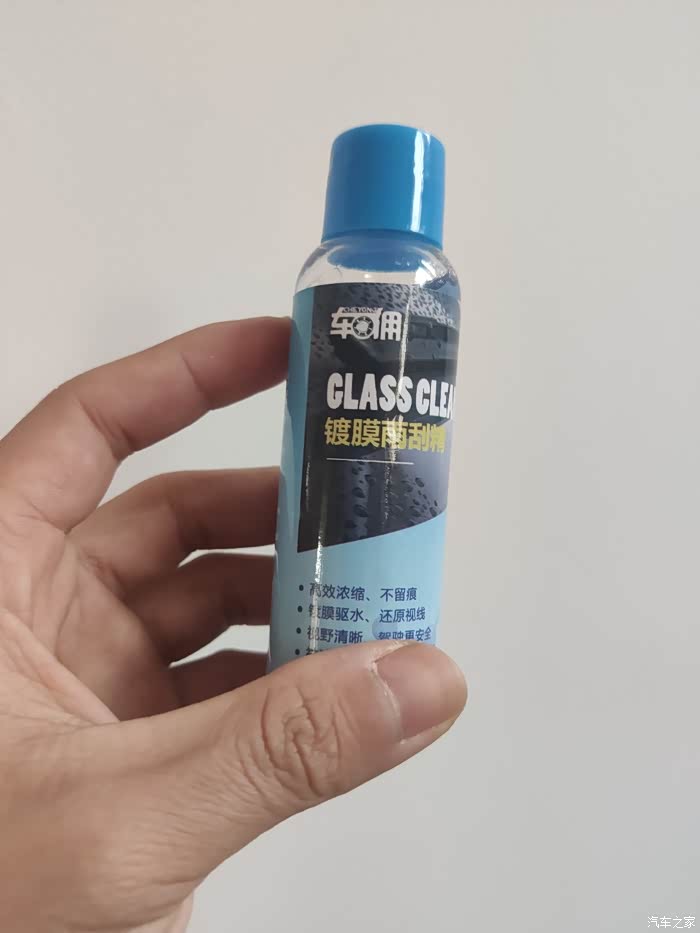 车佣
GLASS CLEA
镀膜雨刮精
• 高效浓缩、不留痕
• 镀膜驱水、还原视线
• 视野清晰、驾驶更安全
汽车之家